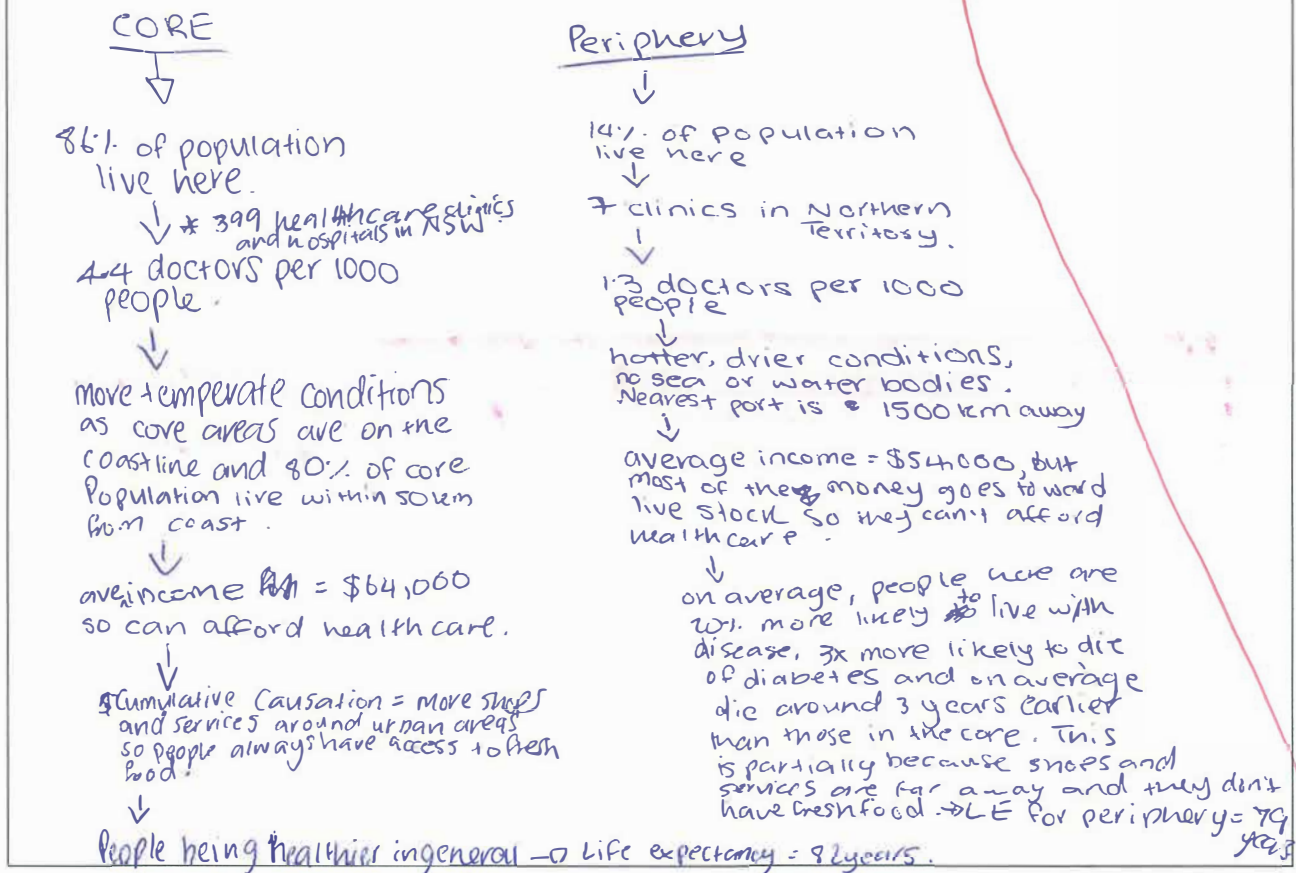 CORE
86% of population
live here.
* 399 healthcare clinics
and hospitals in NSW
4.4 doctors per 1000
people.
more temperate conditions
as core areas are on the
coastline and 80% of core
Population live within 50km
from coast.
ave income = $64,000
so can afford healthcare.
Cumulative Causation = more shops
and services around urban areas
so people always have access to fresh
food.
People being healthier in general → Life expectancy = 82 years.
Periphery
14% of population
live here
7 clinics in Northern
Territory.
1.3 doctors per 1000
people
hotter, drier conditions,
no sea or water bodies.
Nearest port is 1500 km away
average income = $54,000, but
most of the money goes toward
live stock so they can't afford
healthcare.
on average, people here are
20% more likely to live with
disease, 3x more likely to die
of diabetes and on average
die around 3 years earlier
than those in the core. This
is partially because shops and
services are far away and they don't
have fresh food. → LE for periphery = 79
years